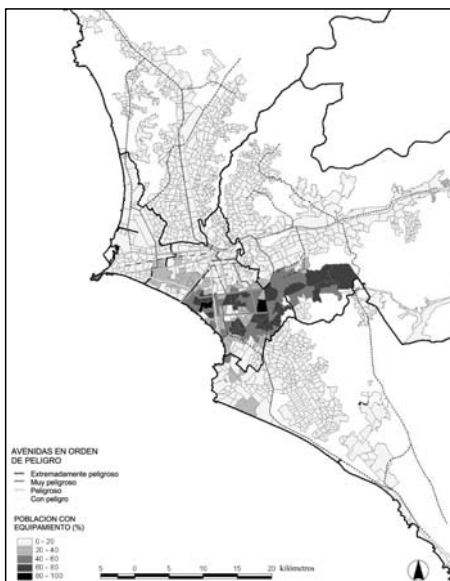 AVENIDAS EN ORDEN
DE PELIGRO
Extremadamente peligroso
Muy peligroso
Peligroso
Con peligro
POBLACION CON
EQUIPAMIENTO (%)
0 - 20
20 - 40
40 - 60
60 - 80
80 - 100
5 0 5 10 15 20 kilómetros